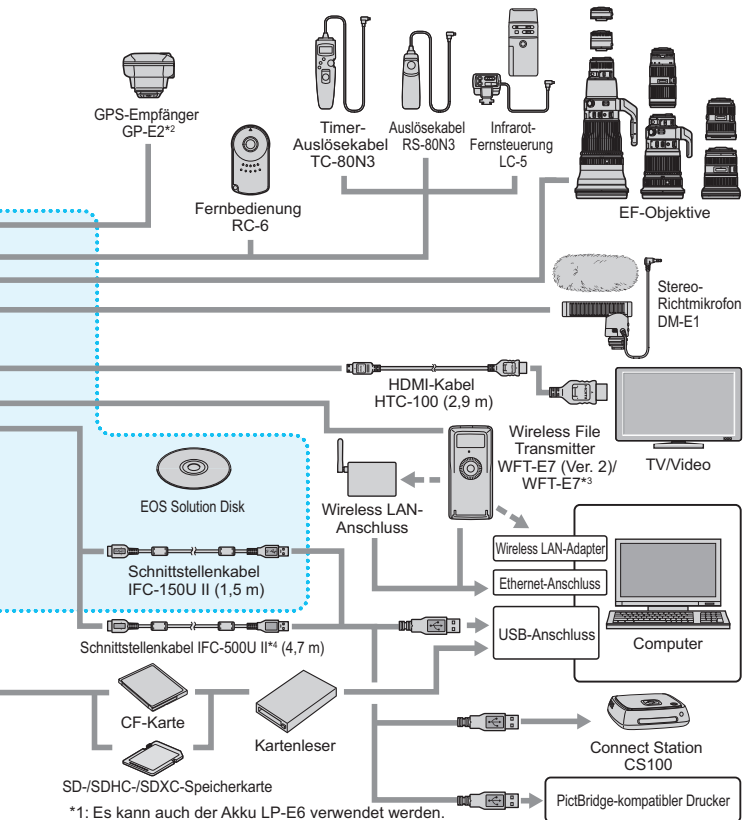 GPS-Empfänger
GP-E2*2
Timer-
Auslösekabel
TC-80N3
Auslösekabel
RS-80N3
Infrarot-
Fernsteuerung
LC-5
Fernbedienung
RC-6
EF-Objektive
Stereo-
Richtmikrofon
DM-E1
HDMI-Kabel
HTC-100 (2,9 m)
TV/Video
Wireless File
Transmitter
WFT-E7 (Ver. 2)/
WFT-E7*3
Wireless LAN-
Anschluss
EOS Solution Disk
Wireless LAN-Adapter
Ethernet-Anschluss
USB-Anschluss
Computer
Schnittstellenkabel
IFC-150U II (1,5 m)
Schnittstellenkabel IFC-500U II*4 (4,7 m)
CF-Karte
Kartenleser
SD-/SDHC-/SDXC-Speicherkarte
Connect Station
CS100
PictBridge-kompatibler Drucker
*1: Es kann auch der Akku LP-E6 verwendet werden.